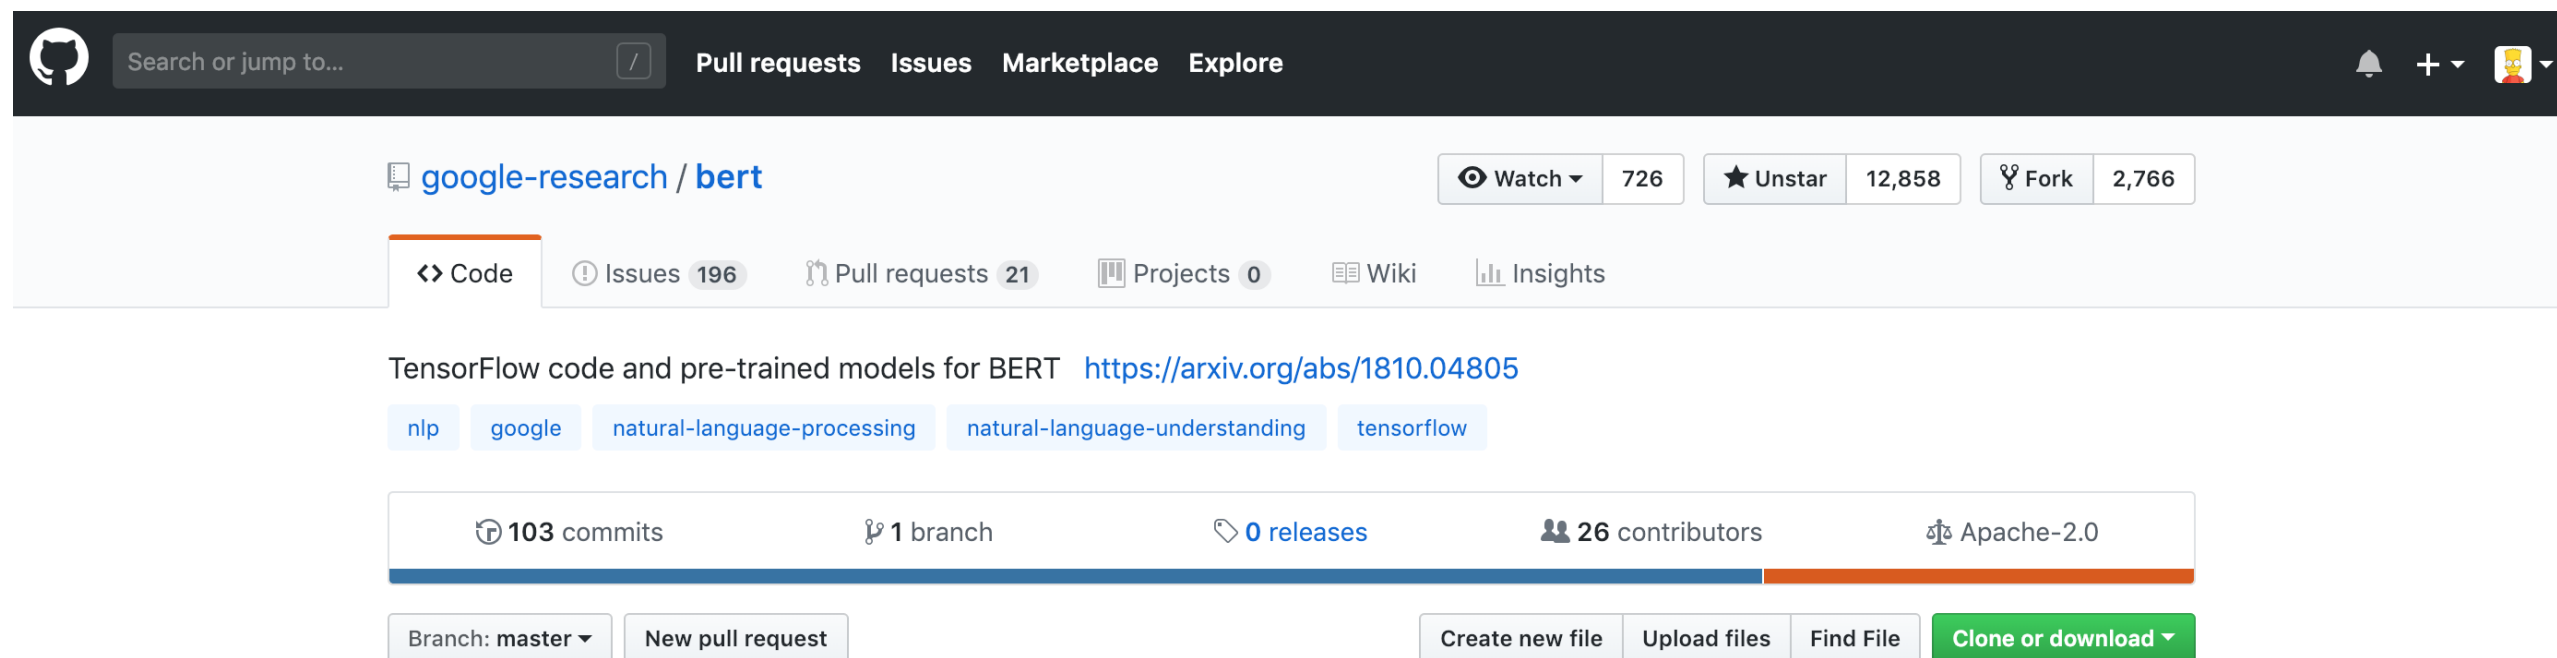 Search or jump to... / Pull requests Issues Marketplace Explore
google-research / bert Watch 726 Unstar 12,858 Fork 2,766
Code Issues 196 Pull requests 21 Projects 0 Wiki Insights
TensorFlow code and pre-trained models for BERT https://arxiv.org/abs/1810.04805
nlp google natural-language-processing natural-language-understanding tensorflow
103 commits 1 branch 0 releases 26 contributors Apache-2.0
Branch: master New pull request Create new file Upload files Find File Clone or download